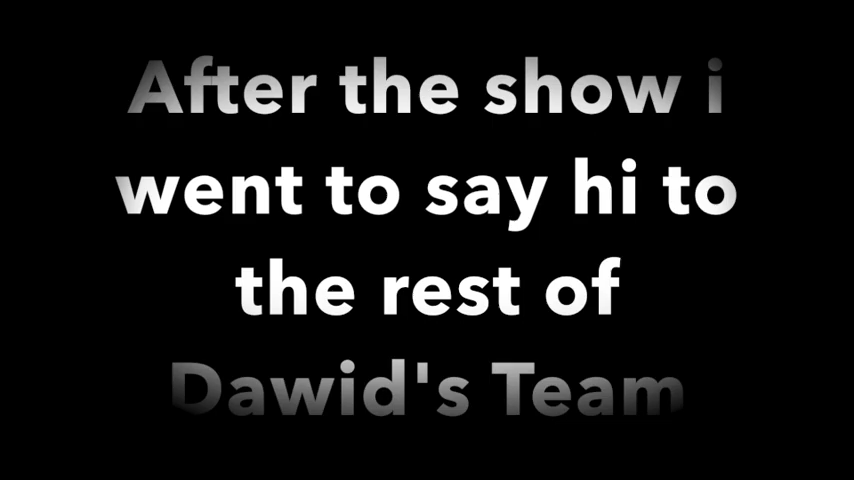 After the show i
went to say hi to
the rest of
Dawid's Team